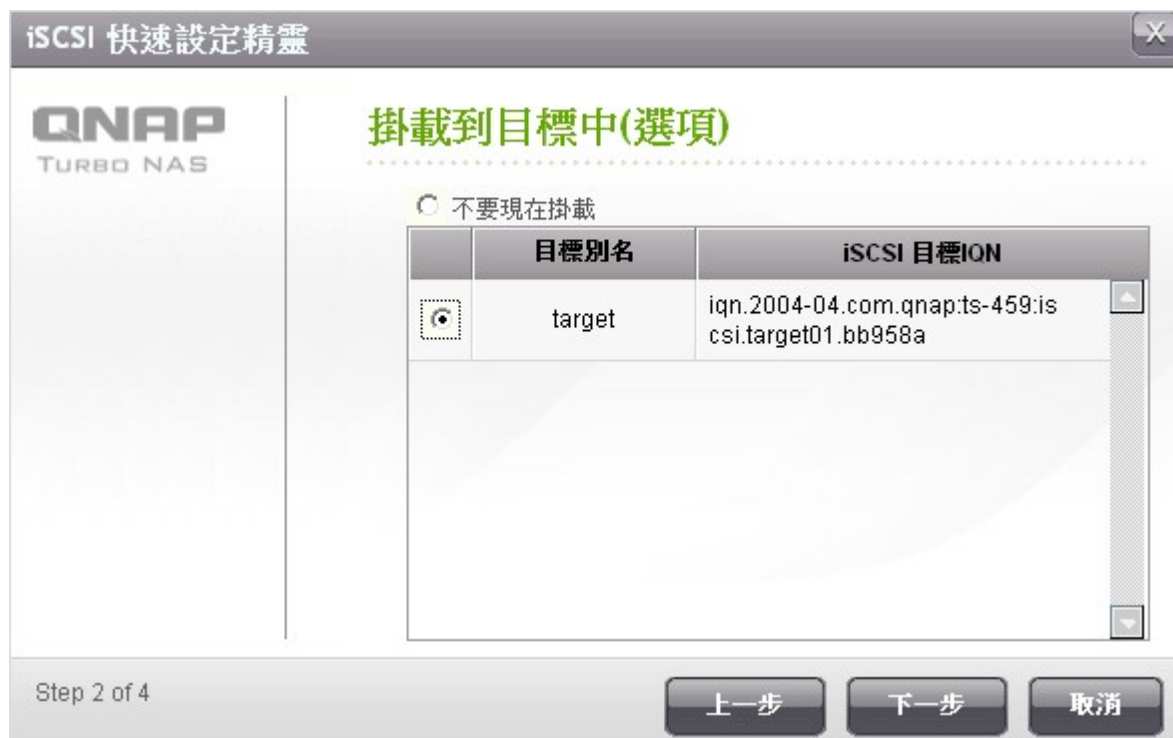 iSCSI 快速設定精靈
QNAP
TURBO NAS
掛載到目標中(選項)
不要現在掛載
目標別名
iSCSI 目標IQN
target
iqn.2004-04.com.qnap:ts-459:is
csi.target01.bb958a
Step 2 of 4
上一步
下一步
取消